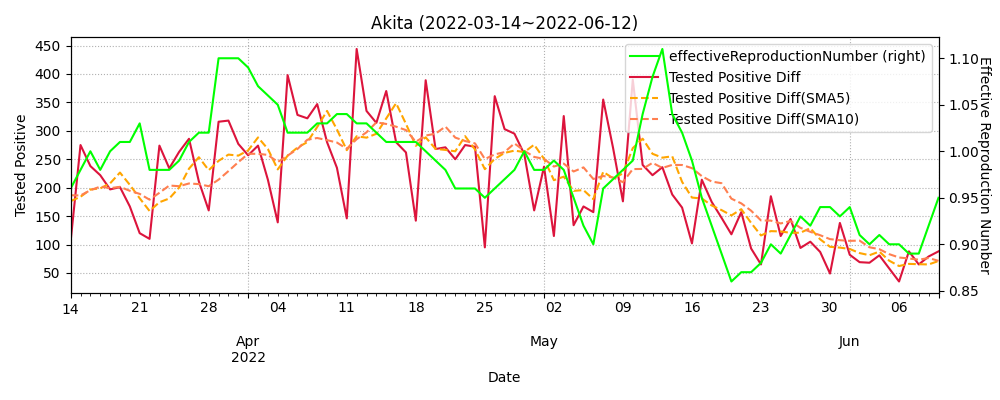 Akita (2022-03-14~2022-06-12)
450
400
350
300
250
200
150
100
50
Tested Positive
effectiveReproductionNumber (right)
Tested Positive Diff
Tested Positive Diff(SMA5)
Tested Positive Diff(SMA10)
1.10
1.05
1.00
0.95
0.90
0.85
Effective Reproduction Number
14 21 28 04 11 18 25 02 09 16 23 30 06
Apr May Jun
2022
Date